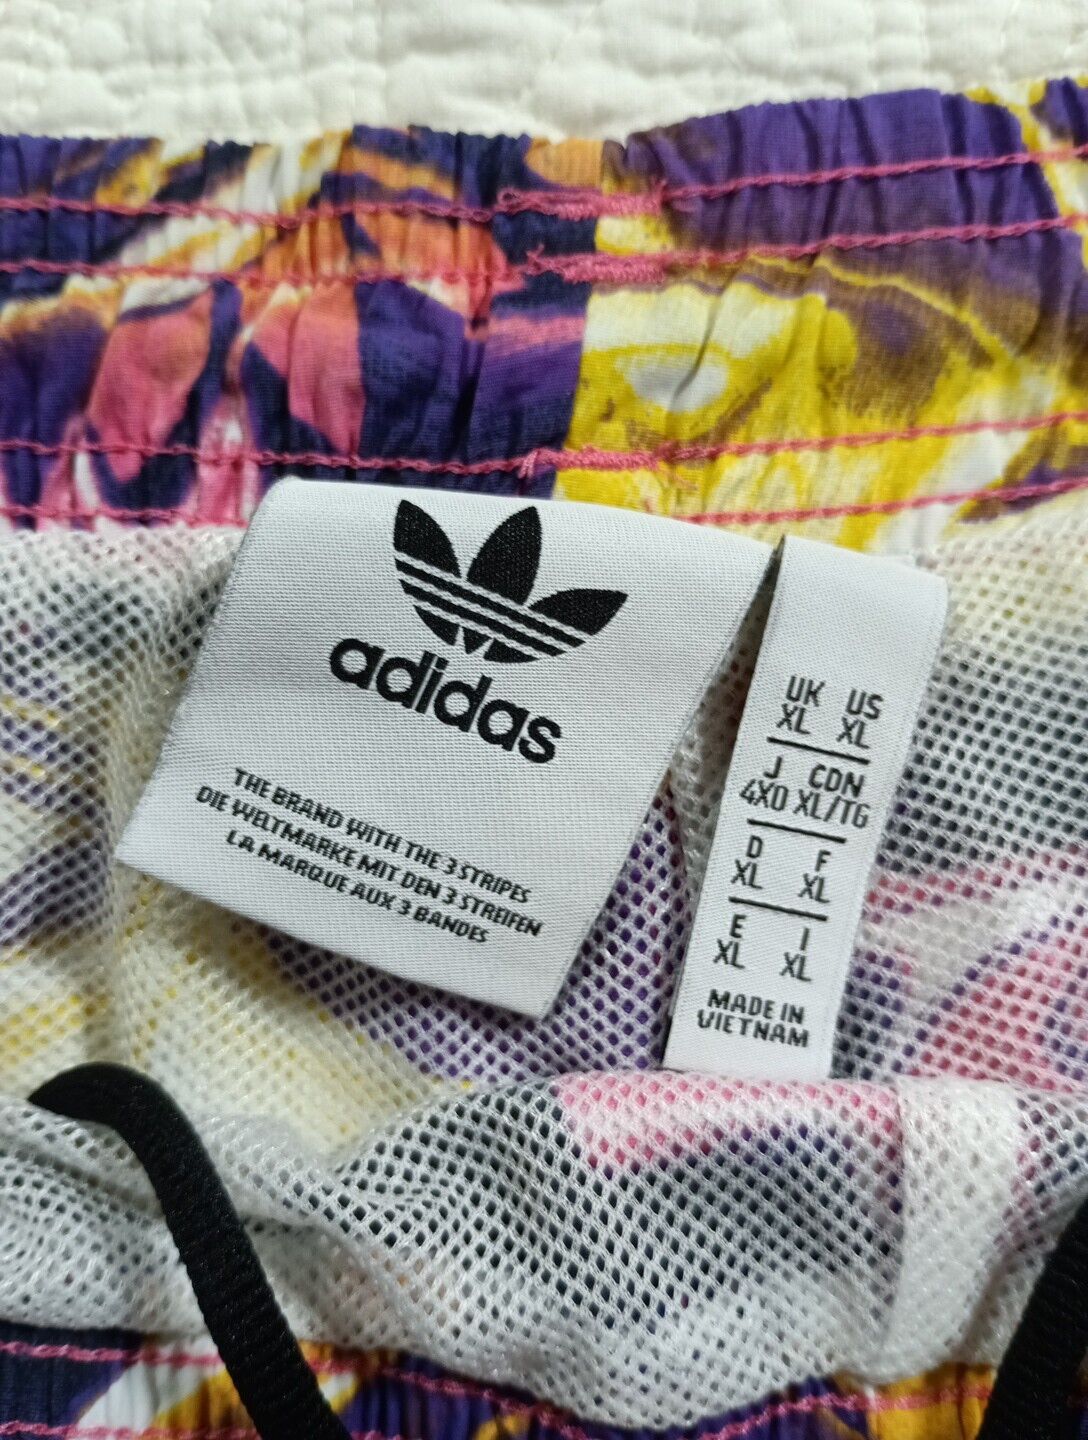 adidas
THE BRAND WITH THE 3 STRIPES
DIE WELTMARKE MIT DEN 3 STREIFEN
LA MARQUE AUX 3 BANDES
UK US
XL XL
J CDN
4XO XL/TG
D F
XL XL
E I
XL XL
MADE IN
VIETNAM